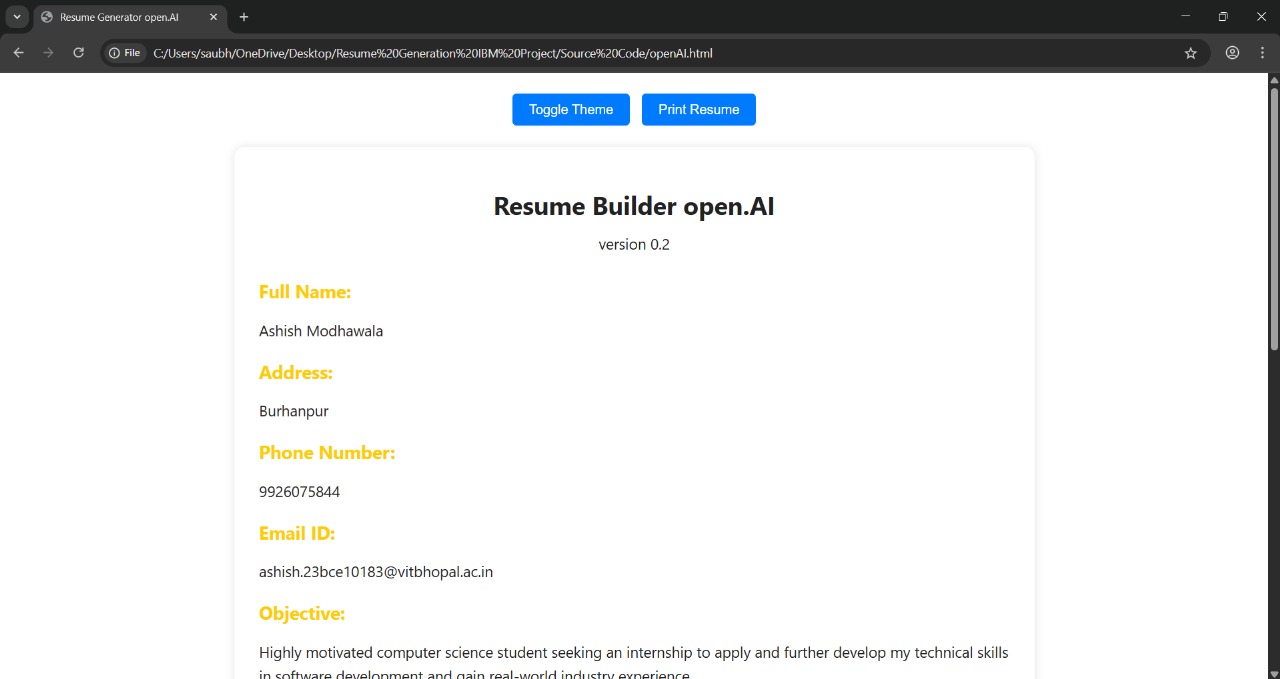 Resume Generator open.AI
File
C:/Users/saubh/OneDrive/Desktop/Resume%20Generation%20IBM%20Project/Source%20Code/openAI.html
Toggle Theme
Print Resume
Resume Builder open.AI
version 0.2
Full Name:
Ashish Modhawala
Address:
Burhanpur
Phone Number:
9926075844
Email ID:
ashish.23bce10183@vitbhopal.ac.in
Objective:
Highly motivated computer science student seeking an internship to apply and further develop my technical skills
in software development and gain real-world industry experience.